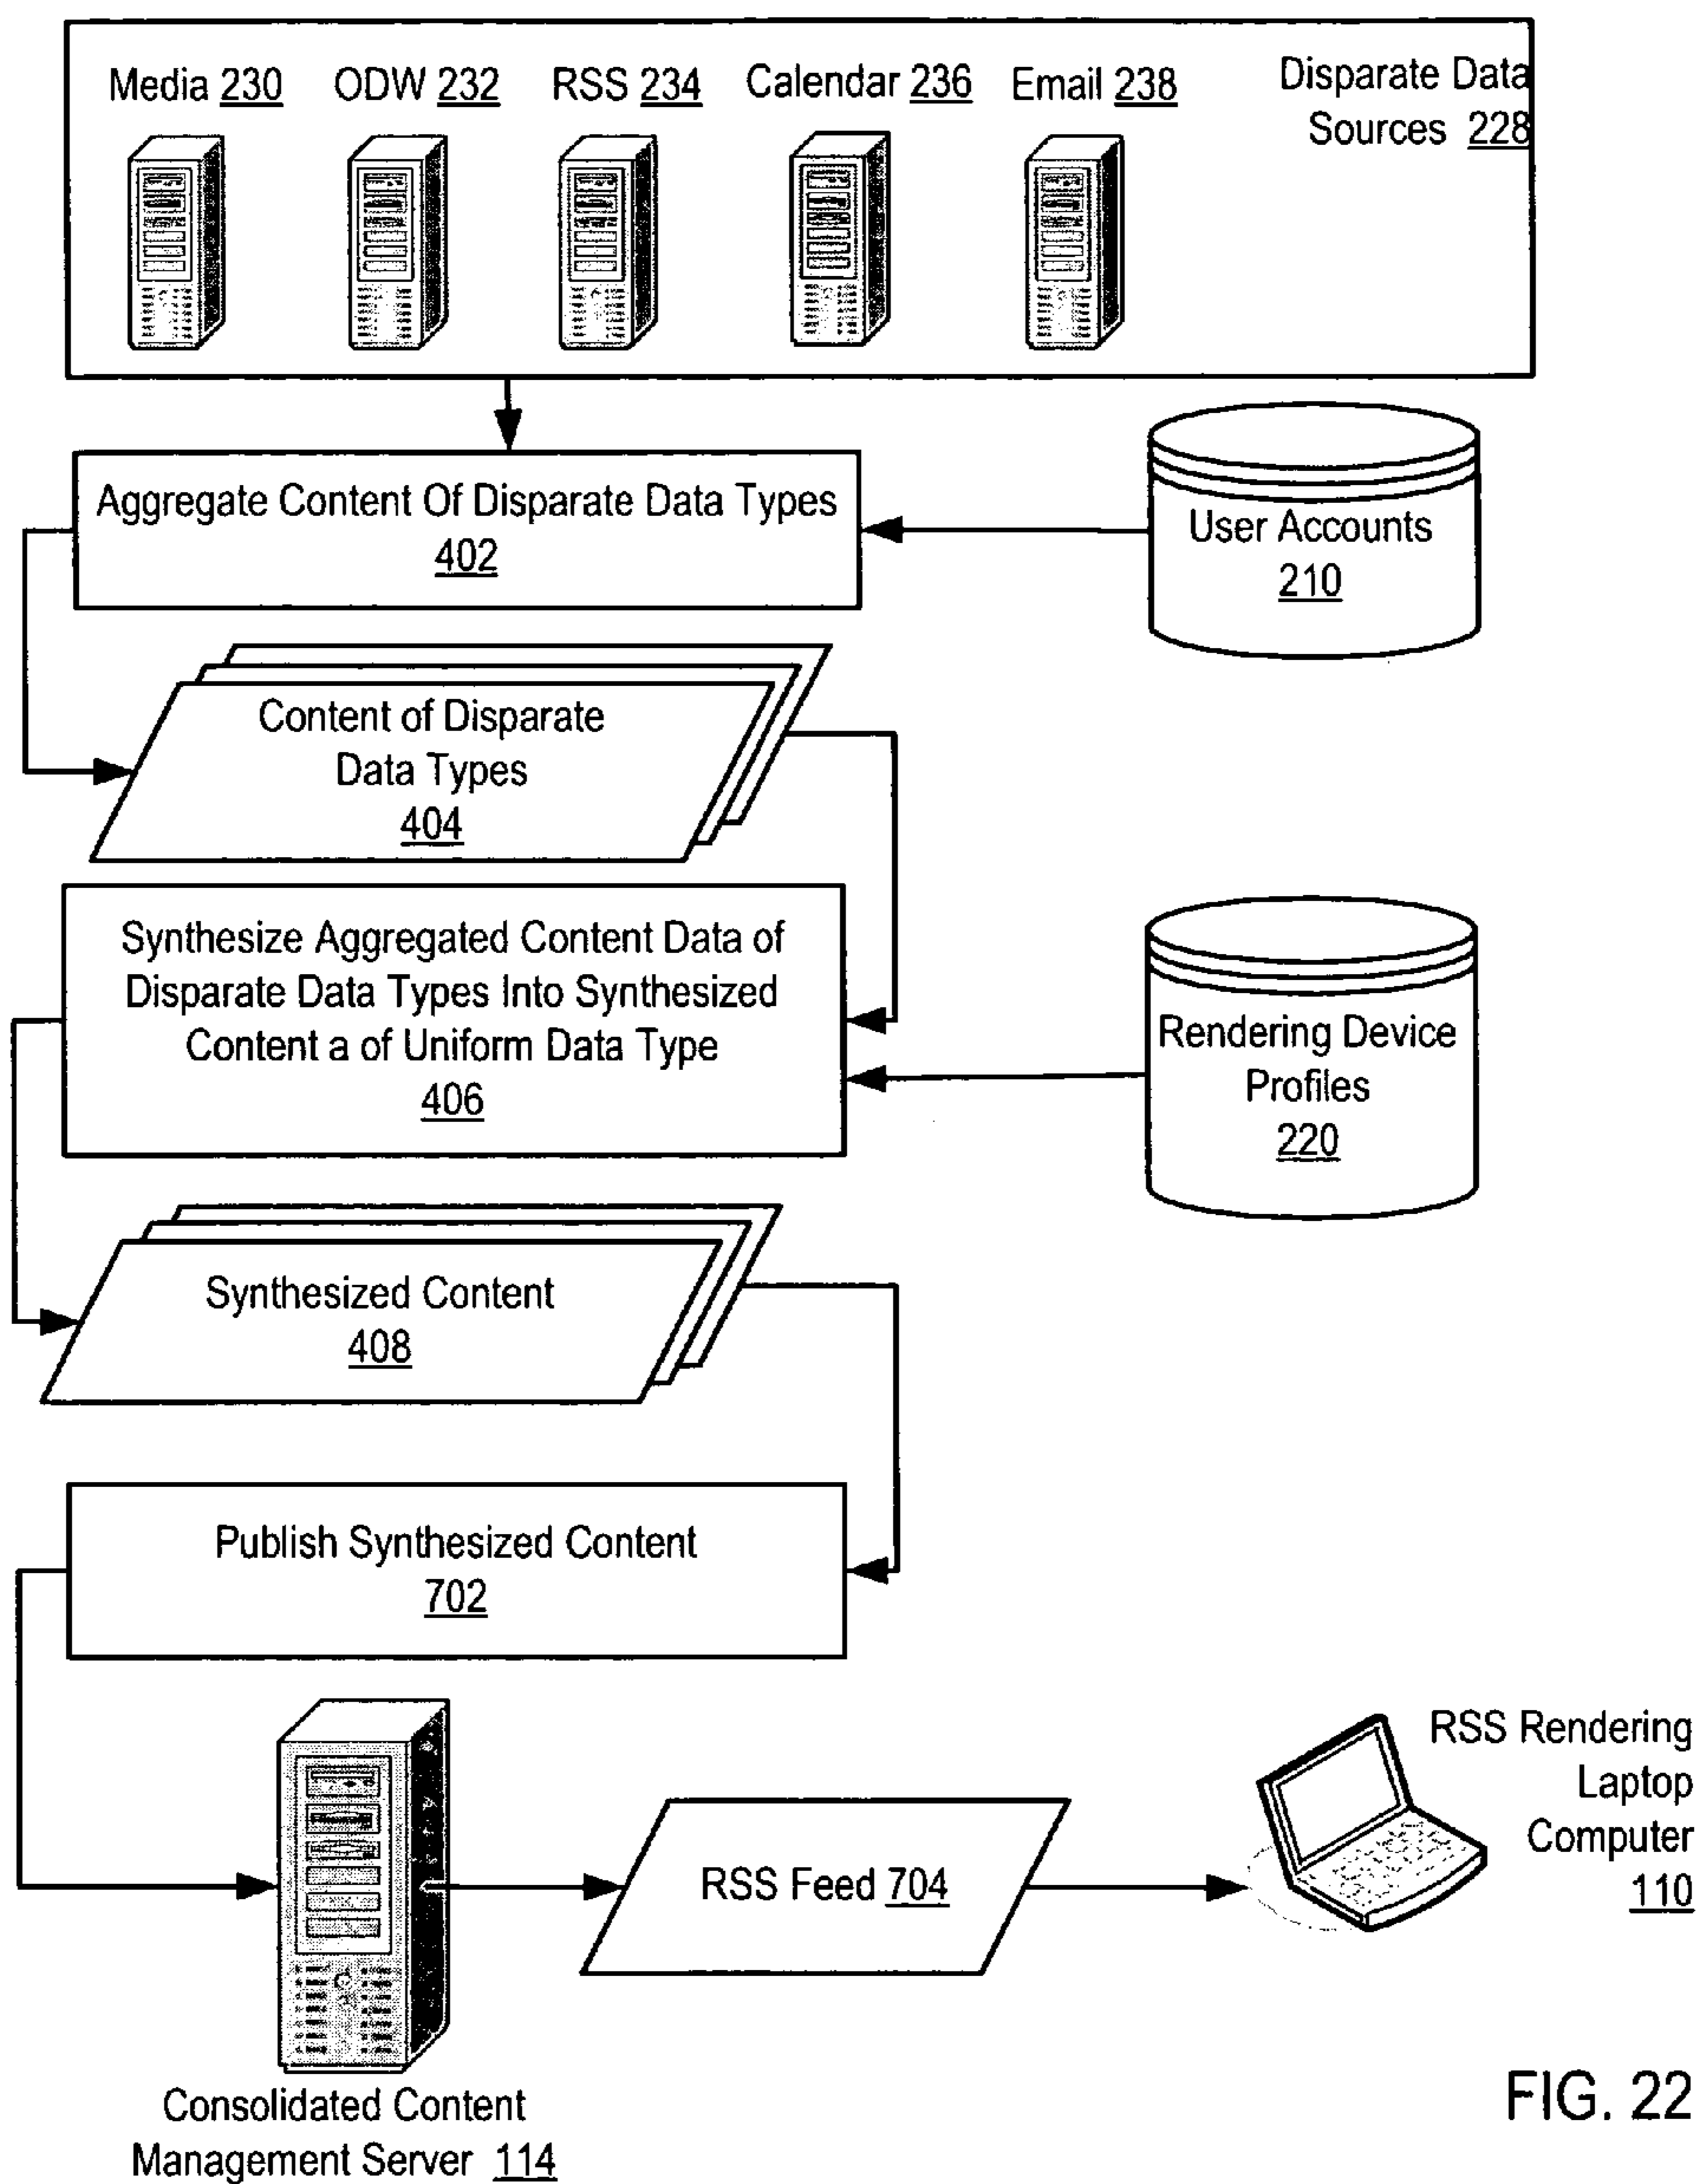 Media 230
ODW 232
RSS 234
Calendar 236
Email 238
Disparate Data
Sources 228
Aggregate Content Of Disparate Data Types
402
User Accounts
210
Content of Disparate
Data Types
404
Synthesize Aggregated Content Data of
Disparate Data Types Into Synthesized
Content a of Uniform Data Type
406
Rendering Device
Profiles
220
Synthesized Content
408
Publish Synthesized Content
702
RSS Rendering
Laptop
Computer
110
RSS Feed 704
Consolidated Content
Management Server 114
FIG. 22